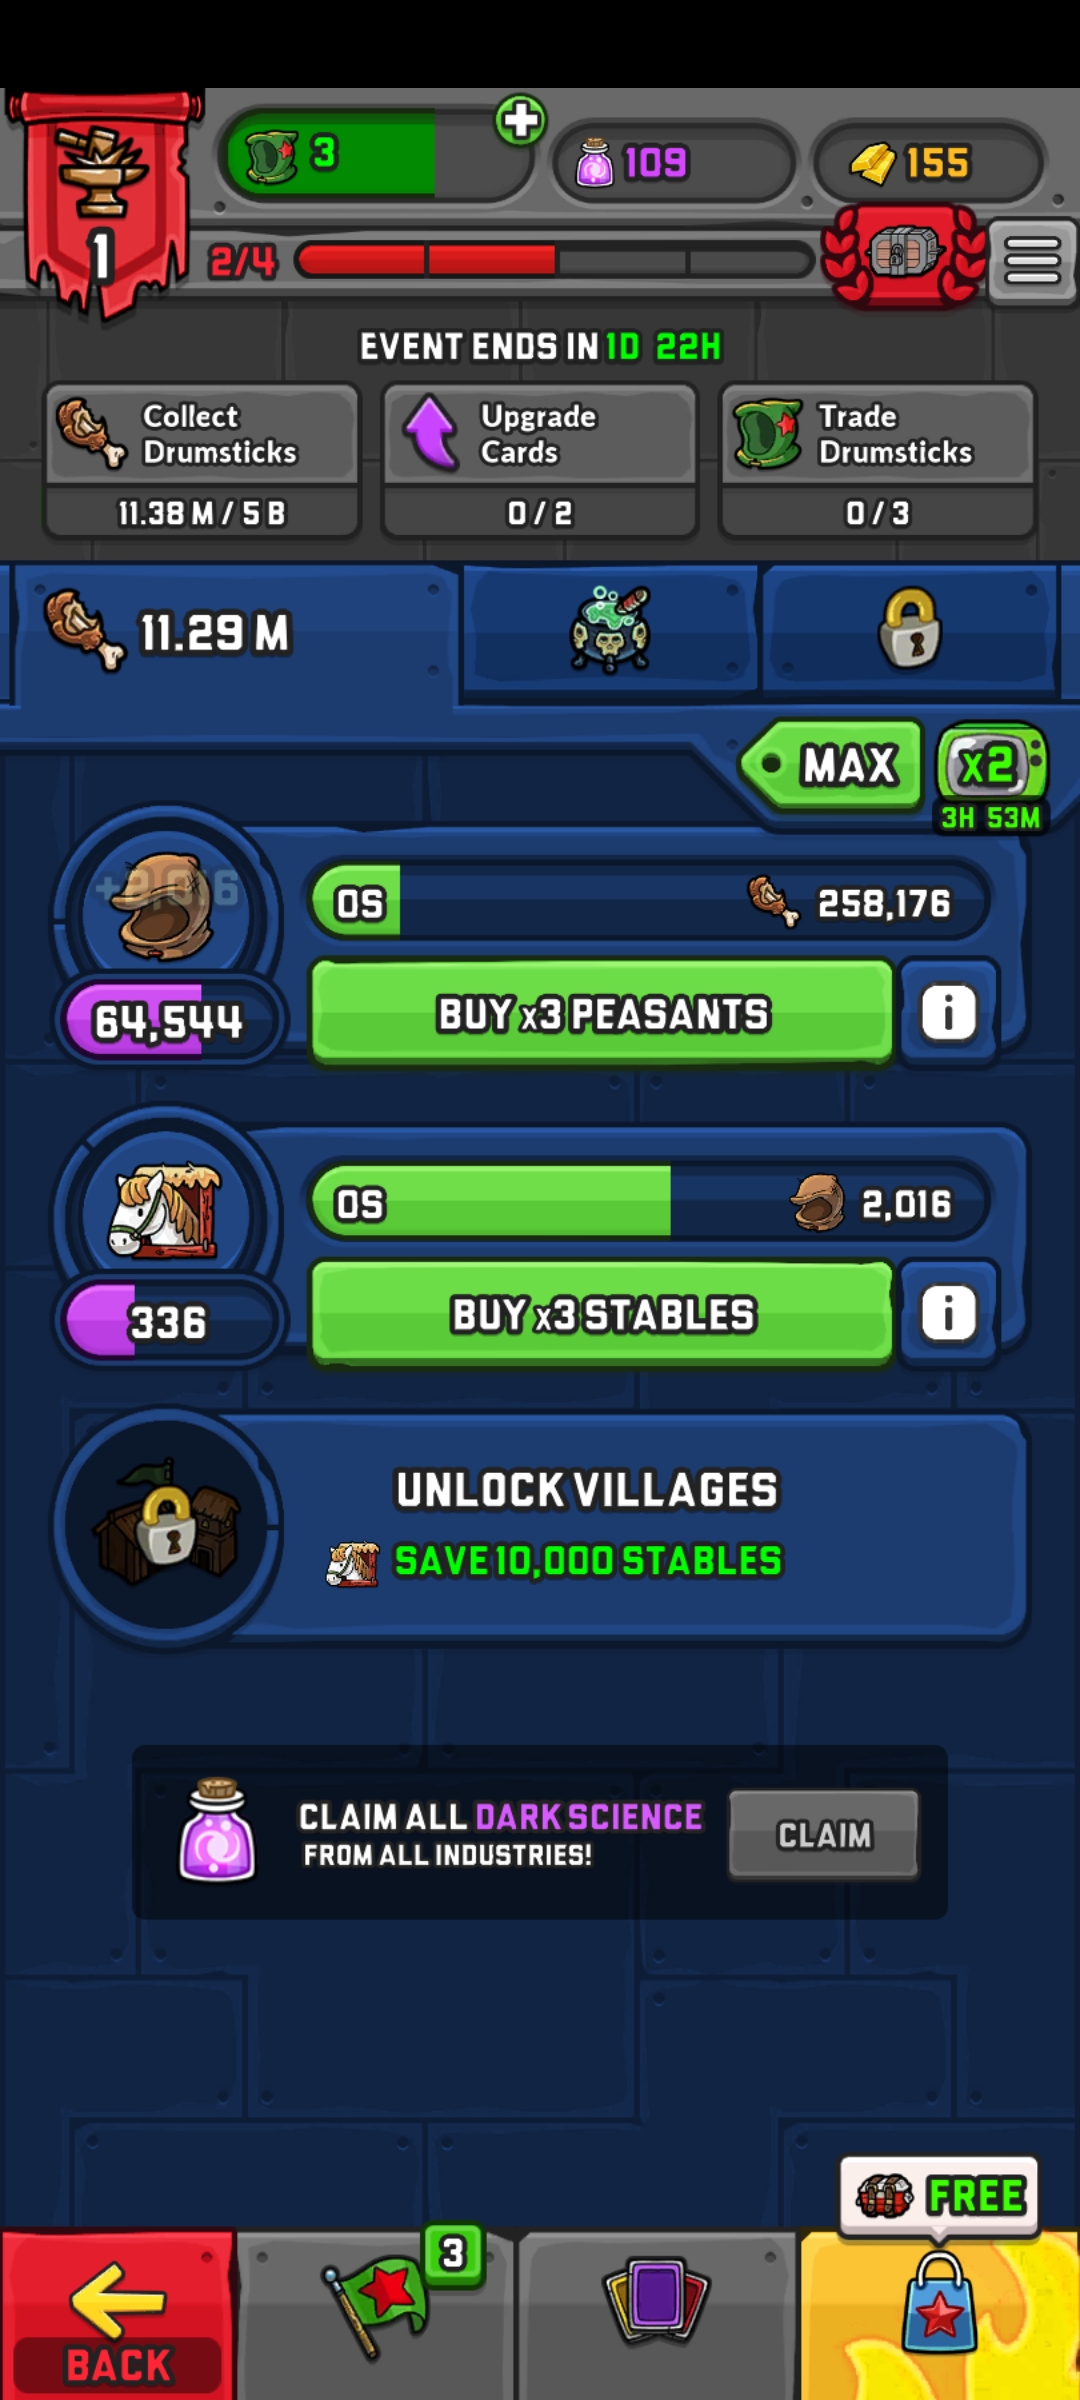 3
109
155
1
2/4
EVENT ENDS IN 1D 22H
Collect
Drumsticks
11.38 M / 5 B
Upgrade
Cards
0 / 2
Trade
Drumsticks
0 / 3
11.29 M
MAX
x2
3H 53M
0S
258,176
64,544
BUY x3 PEASANTS
i
0S
2,016
336
BUY x3 STABLES
i
UNLOCK VILLAGES
SAVE 10,000 STABLES
CLAIM ALL DARK SCIENCE
FROM ALL INDUSTRIES!
CLAIM
FREE
3
BACK